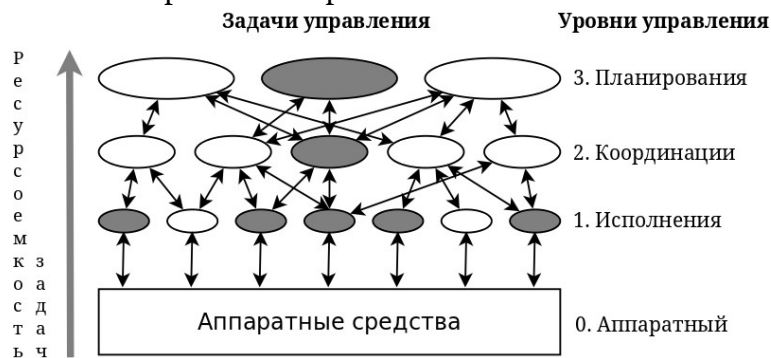 Задачи управления
Уровни управления
Ресурсоемкость
задач
3. Планирования
2. Координации
1. Исполнения
Аппаратные средства
0. Аппаратный